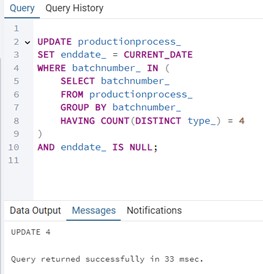 Query Query History
1
2 UPDATE productionprocess_
3 SET enddate_ = CURRENT_DATE
4 WHERE batchnumber_ IN (
5 SELECT batchnumber_
6 FROM productionprocess_
7 GROUP BY batchnumber_
8 HAVING COUNT(DISTINCT type_) = 4
9 )
10 AND enddate_ IS NULL;
11
Data Output Messages Notifications
UPDATE 4
Query returned successfully in 33 msec.